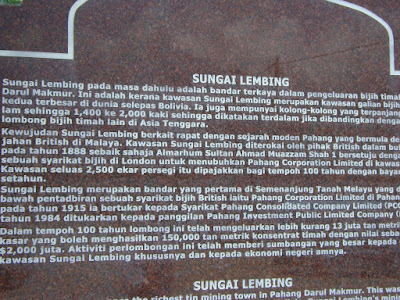 SUNGAI LEMBING
Sungai Lembing pada masa dahulu adalah bandar terkaya dalam pengeluaran bijih timah
Darul Makmur. Ini adalah kerana kawasan Sungai Lembing merupakan kawasan galian bijih
kedua terbesar di dunia selepas Bolivia. Ia juga mempunyai kolong-kolong yang terpanjang
lam sehingga 1,400 ke 2,000 kaki sehingga dikatakan terdalam jika dibandingkan dengan
lombong bijih timah lain di Asia Tenggara.
Kewujudan Sungai Lembing berkait rapat dengan sejarah moden Pahang yang bermula de
jahan British di Malaya. Kawasan Sungai Lembing diterokai oleh pihak British dalam bul
pada tahun 1888 sebaik sahaja Almarhum Sultan Ahmad Muazzam Shah I bersetuju dengan
sebuah syarikat bijih di London untuk menubuhkan Pahang Corporation Limited di kawas
Kawasan seluas 2,500 ekar persegi itu dipajakkan bagi tempoh 100 tahun dengan bayar
setahun.
Sungai Lembing merupakan bandar yang pertama di Semenanjung Tanah Melayu yang d
bawah pentadbiran sebuah syarikat bijih British iaitu Pahang Corporation Limited di Pahan
pada tahun 1915 ia bertukar kepada Syarikat Pahang Consolidated Company Limited (PCC
tahun 1984 ditukarkan kepada panggilan Pahang Investment Public Limited Company (
Dalam tempoh 100 tahun lombong ini telah mengeluarkan lebih kurang 13 juta tan metrik
kasar yang boleh menghasilkan 150,000 tan metrik konsentrat timah dengan nilai sebar
$2,000 juta. Aktiviti perlombongan ini telah memberi sumbangan yang besar kepada
kawasan Sungai Lembing khususnya dan kepada ekonomi negeri amnya.
SUNGAI LEMBING
the richest tin mining town in Pahang Darul Makmur. This was